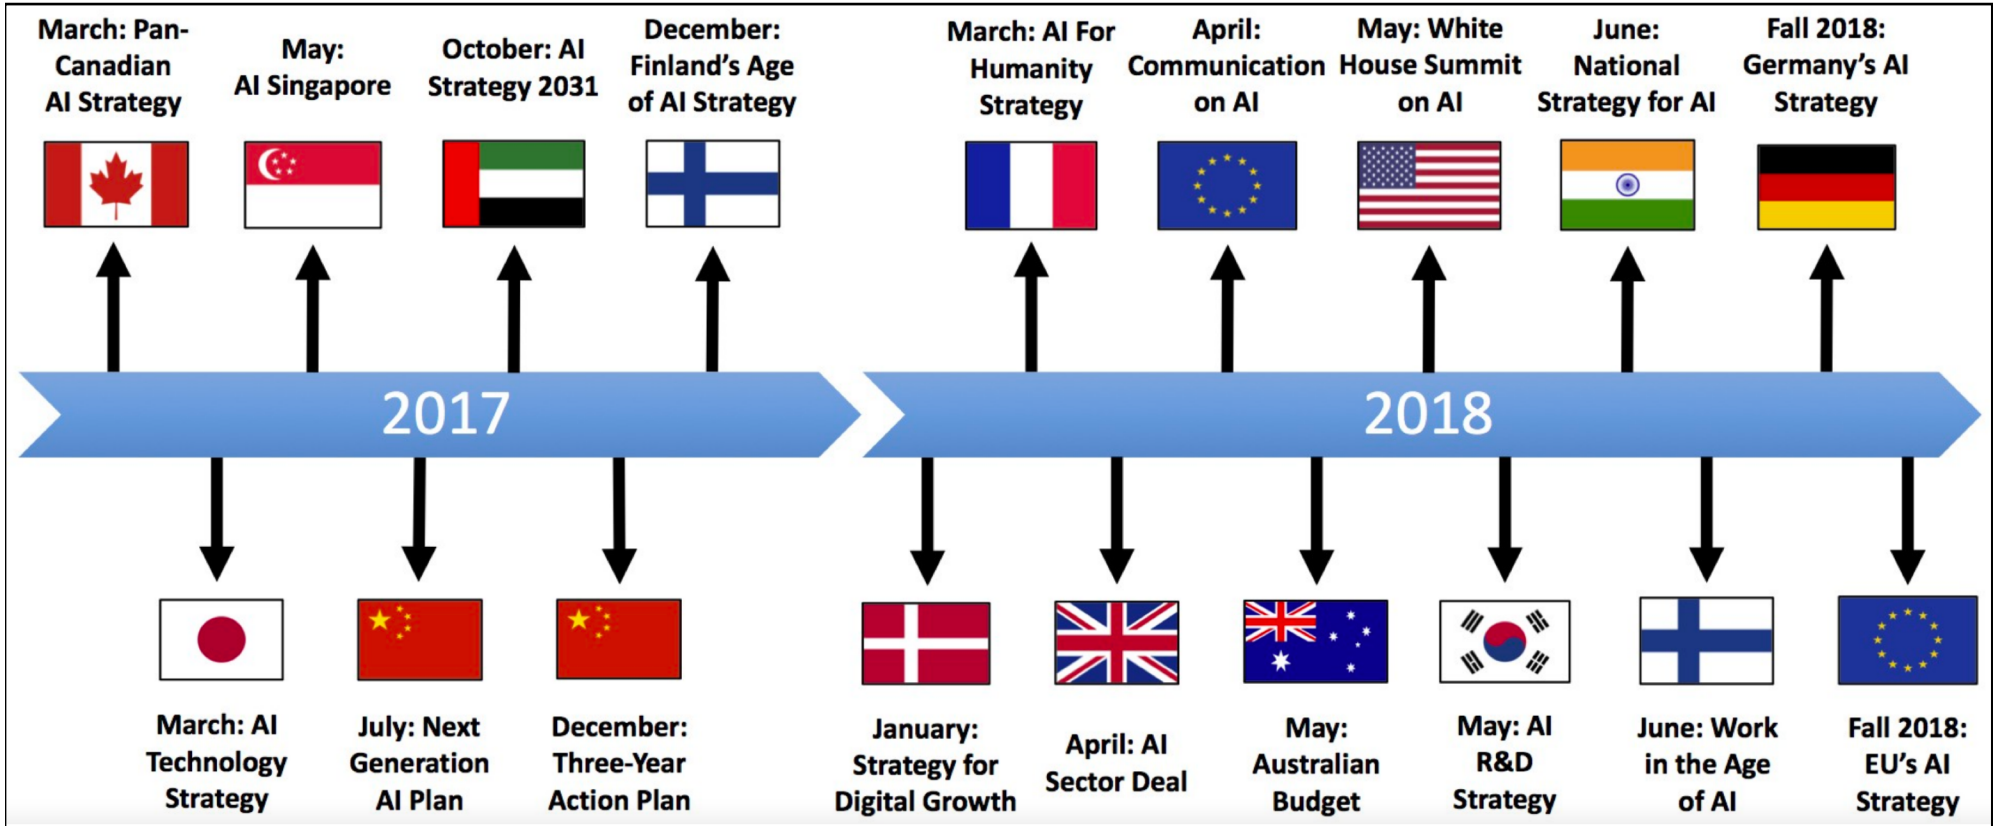 March: Pan-
Canadian
AI Strategy
May:
AI Singapore
October: AI
Strategy 2031
December:
Finland’s Age
of AI Strategy
March: AI For
Humanity
Strategy
April:
Communication
on AI
May: White
House Summit
on AI
June:
National
Strategy for AI
Fall 2018:
Germany’s AI
Strategy
2017
2018
March: AI
Technology
Strategy
July: Next
Generation
AI Plan
December:
Three-Year
Action Plan
January:
Strategy for
Digital Growth
April: AI
Sector Deal
May:
Australian
Budget
May: AI
R&D
Strategy
June: Work
in the Age
of AI
Fall 2018:
EU’s AI
Strategy